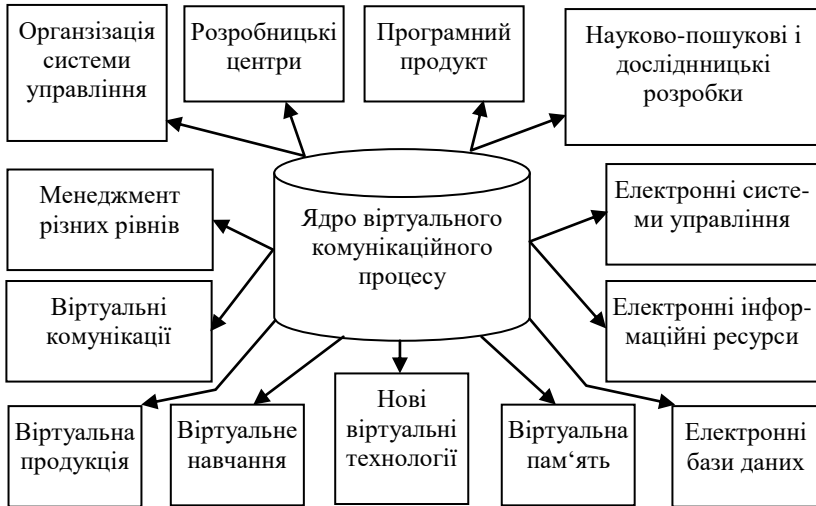 Органзізація
системи
управління
Розробницькі
центри
Програмний
продукт
Науково-пошукові і
досліднницькі
розробки
Менеджмент
різних рівнів
Ядро віртуального
комунікаційного
процесу
Електронні систе-
ми управління
Віртуальні
комунікації
Електронні інфор-
маційні ресурси
Віртуальна
продукція
Віртуальне
навчання
Нові
віртуальні
технології
Віртуальна
пам‘ять
Електронні
бази даних